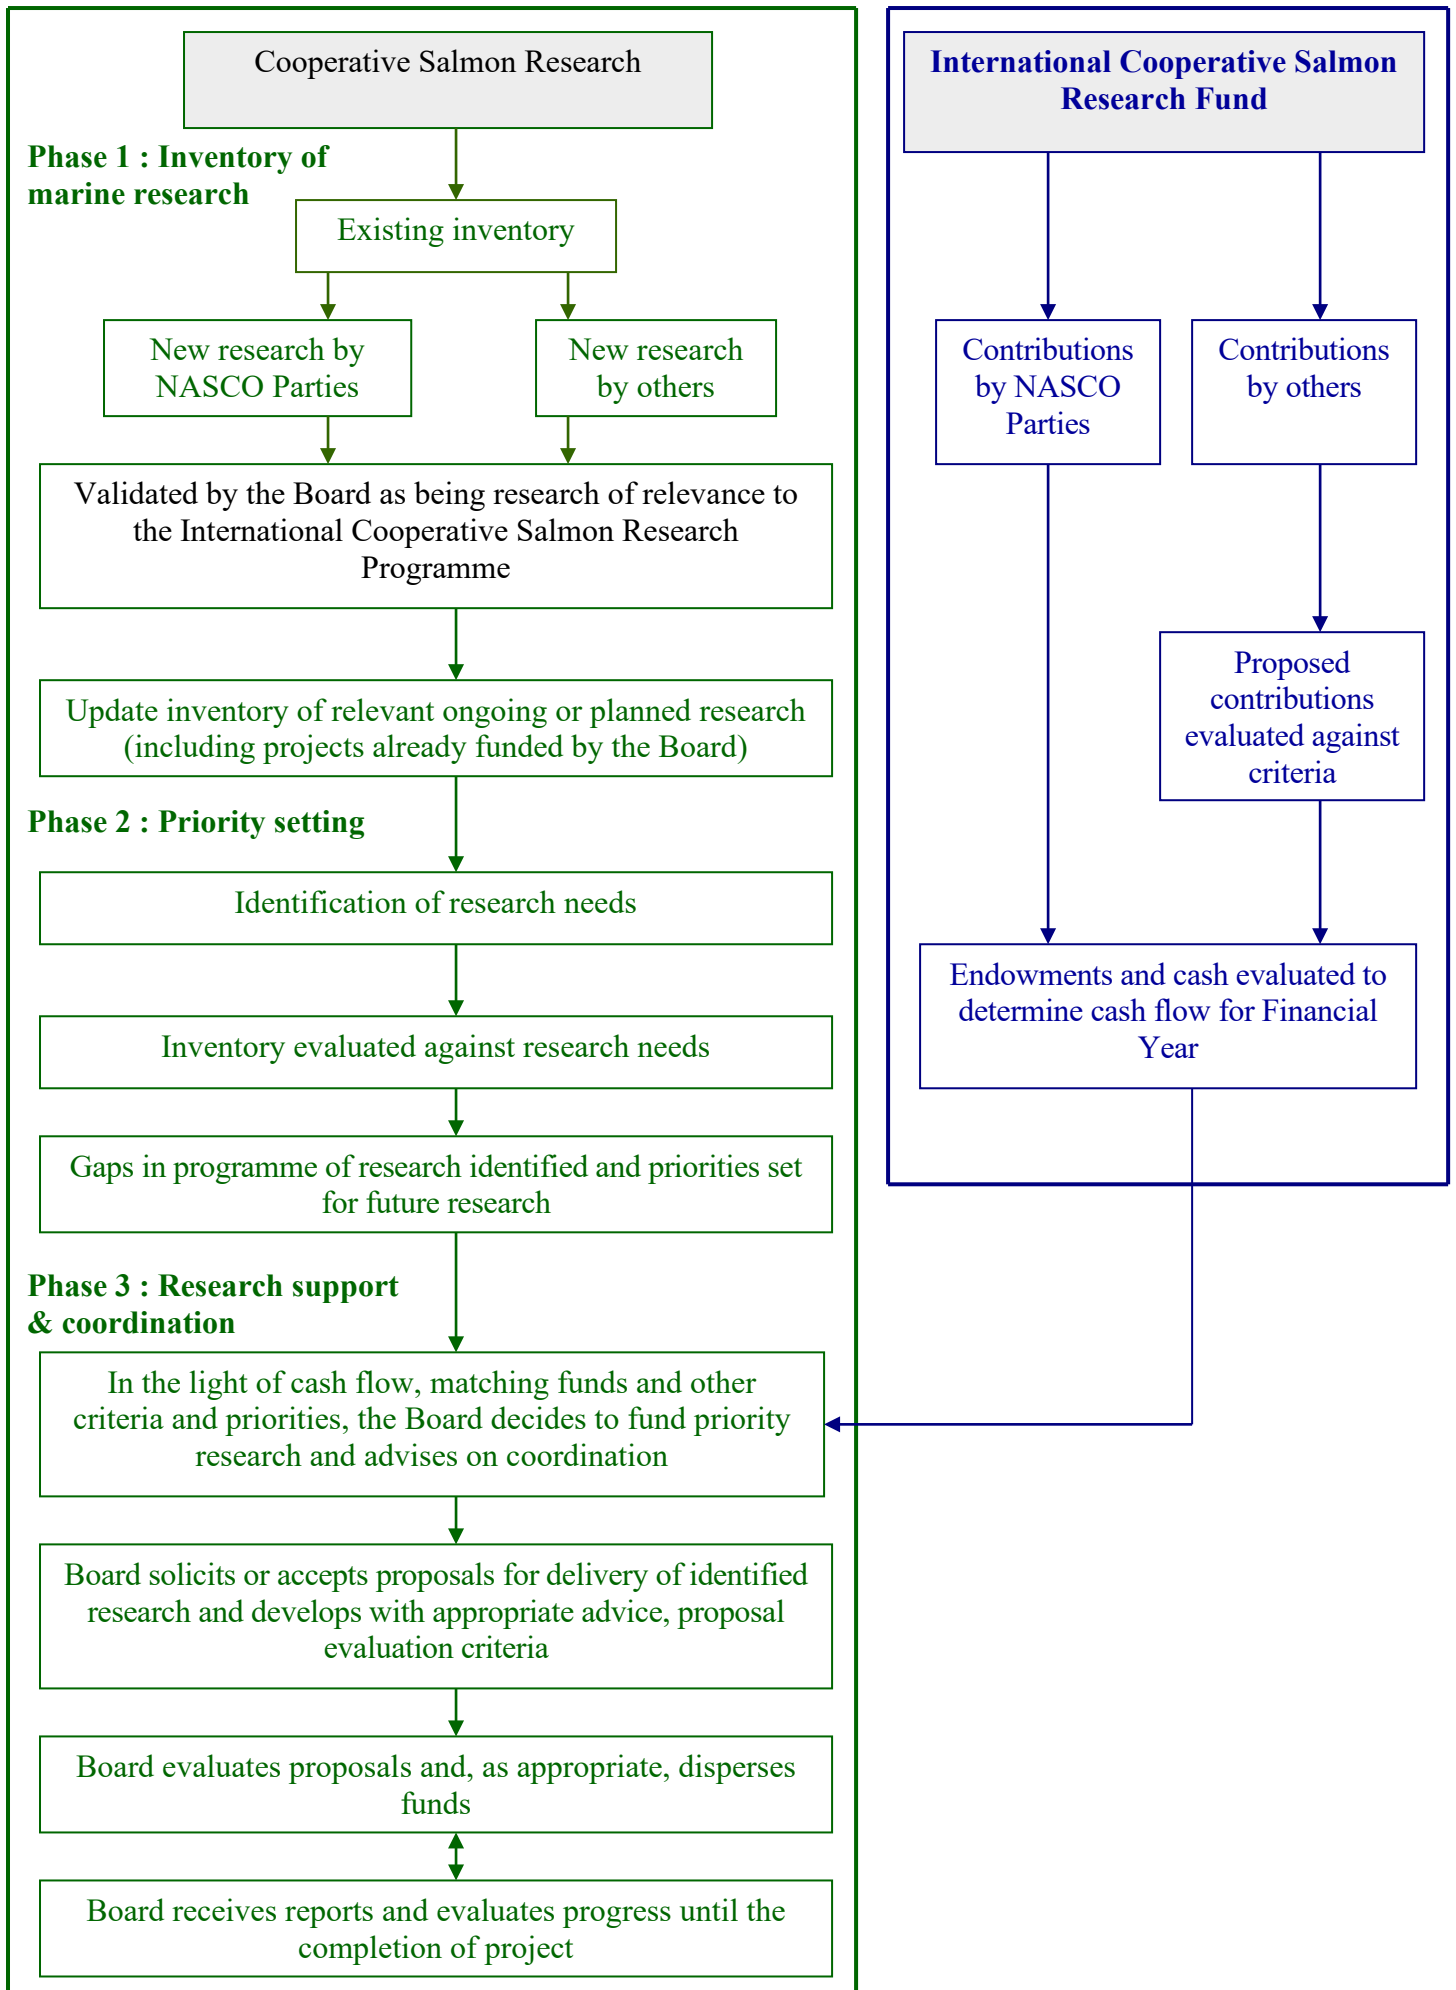 Cooperative Salmon Research
Phase 1 : Inventory of
marine research
Existing inventory
New research by
NASCO Parties
New research
by others
Validated by the Board as being research of relevance to
the International Cooperative Salmon Research
Programme
Update inventory of relevant ongoing or planned research
(including projects already funded by the Board)
Phase 2 : Priority setting
Identification of research needs
Inventory evaluated against research needs
Gaps in programme of research identified and priorities set
for future research
Phase 3 : Research support
& coordination
In the light of cash flow, matching funds and other
criteria and priorities, the Board decides to fund priority
research and advises on coordination
Board solicits or accepts proposals for delivery of identified
research and develops with appropriate advice, proposal
evaluation criteria
Board evaluates proposals and, as appropriate, disperses
funds
Board receives reports and evaluates progress until the
completion of project
International Cooperative Salmon
Research Fund
Contributions
by NASCO
Parties
Contributions
by others
Proposed
contributions
evaluated against
criteria
Endowments and cash evaluated to
determine cash flow for Financial
Year